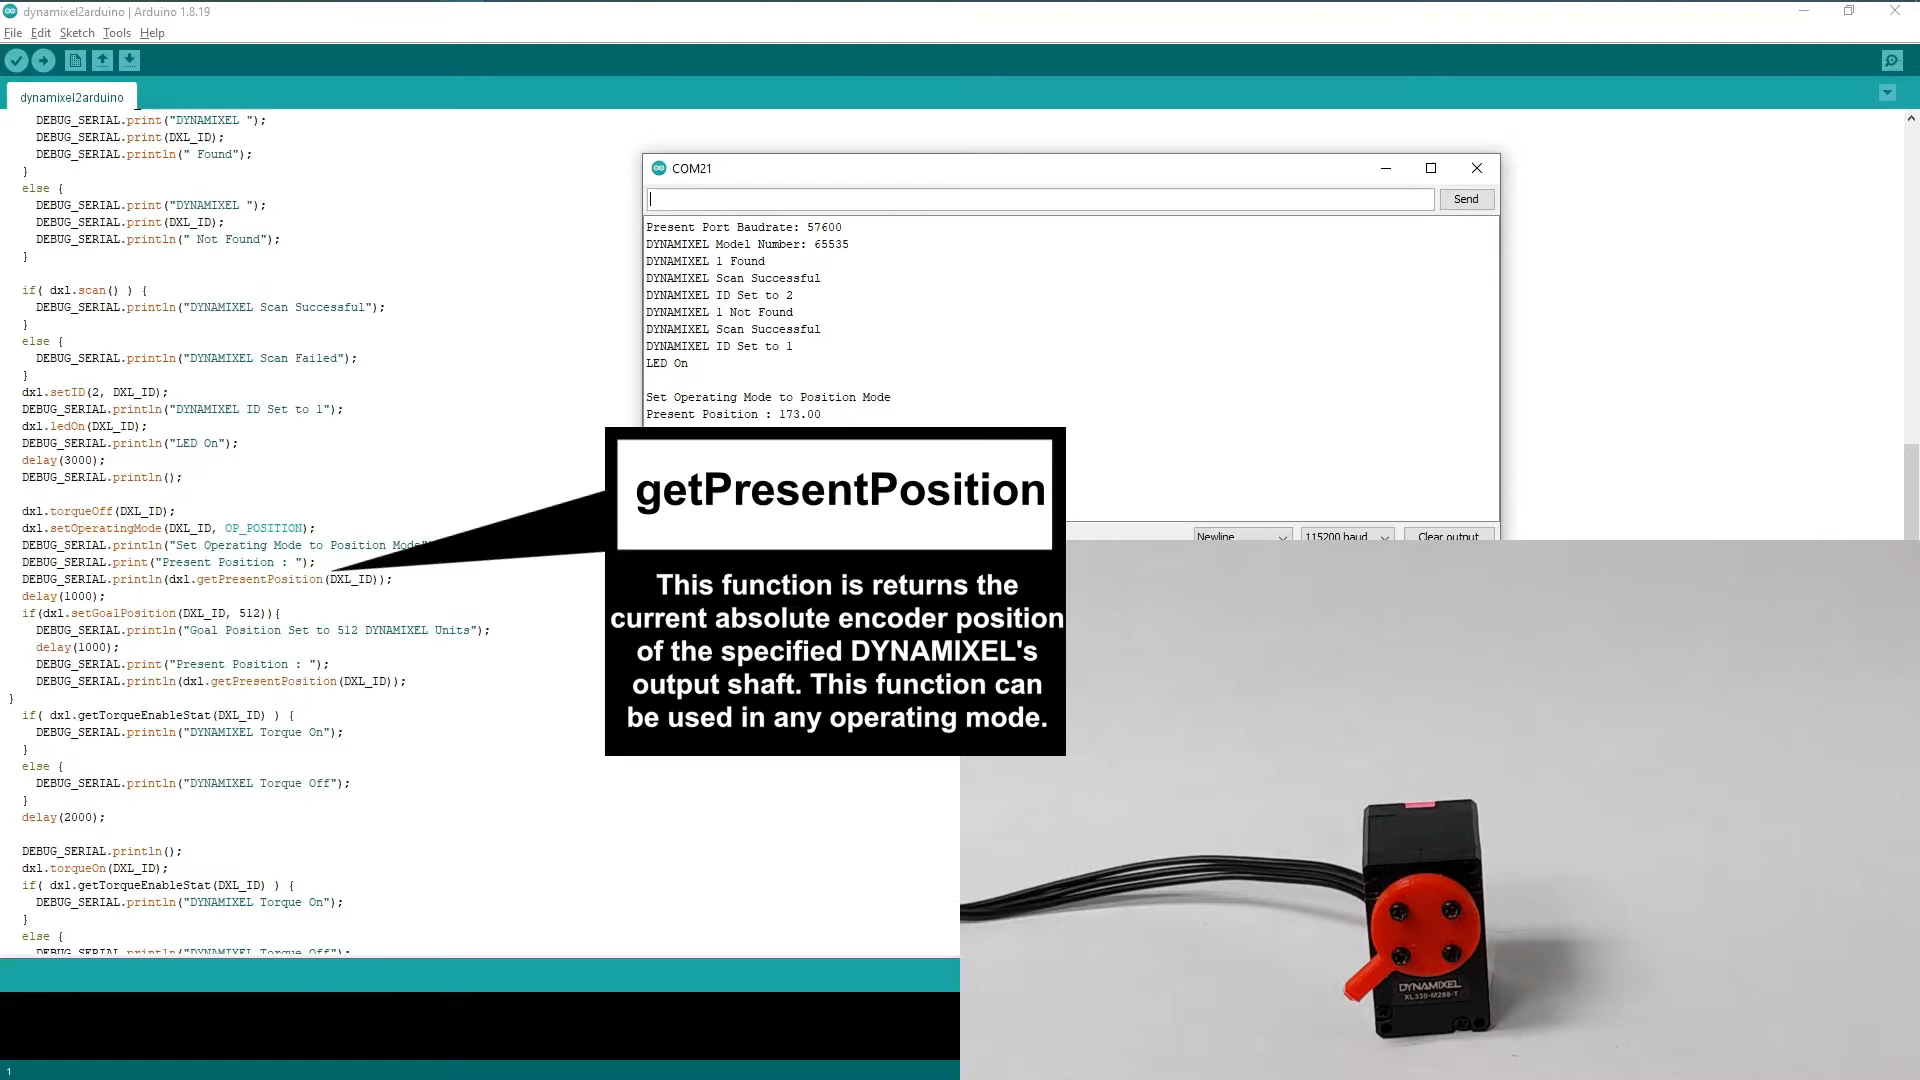 dynamixel2arduino | Arduino 1.8.19
File Edit Sketch Tools Help
dynamixel2arduino
DEBUG_SERIAL.print("DYNAMIXEL ");
DEBUG_SERIAL.print(DXL_ID);
DEBUG_SERIAL.println(" Found");
}
else {
DEBUG_SERIAL.print("DYNAMIXEL ");
DEBUG_SERIAL.print(DXL_ID);
DEBUG_SERIAL.println(" Not Found");
}
if( dxl.scan() ) {
DEBUG_SERIAL.println("DYNAMIXEL Scan Successful");
}
else {
DEBUG_SERIAL.println("DYNAMIXEL Scan Failed");
}
dxl.setID(2, DXL_ID);
DEBUG_SERIAL.println("DYNAMIXEL ID Set to 1");
dxl.ledOn(DXL_ID);
DEBUG_SERIAL.println("LED On");
delay(3000);
DEBUG_SERIAL.println();
dxl.torqueOff(DXL_ID);
dxl.setOperatingMode(DXL_ID, OP_POSITION);
DEBUG_SERIAL.println("Set Operating Mode to Position Mode"
DEBUG_SERIAL.print("Present Position : ");
DEBUG_SERIAL.println(dxl.getPresentPosition(DXL_ID));
delay(1000);
if(dxl.setGoalPosition(DXL_ID, 512)){
DEBUG_SERIAL.println("Goal Position Set to 512 DYNAMIXEL Units");
delay(1000);
DEBUG_SERIAL.print("Present Position : ");
DEBUG_SERIAL.println(dxl.getPresentPosition(DXL_ID));
}
if( dxl.getTorqueEnableStat(DXL_ID) ) {
DEBUG_SERIAL.println("DYNAMIXEL Torque On");
}
else {
DEBUG_SERIAL.println("DYNAMIXEL Torque Off");
}
delay(2000);
DEBUG_SERIAL.println();
dxl.torqueOn(DXL_ID);
if( dxl.getTorqueEnableStat(DXL_ID) ) {
DEBUG_SERIAL.println("DYNAMIXEL Torque On");
}
else {
DEBUG_SERIAL.println("DYNAMIXEL Torque Off");
1
COM21
Send
Present Port Baudrate: 57600
DYNAMIXEL Model Number: 65535
DYNAMIXEL 1 Found
DYNAMIXEL Scan Successful
DYNAMIXEL ID Set to 2
DYNAMIXEL 1 Not Found
DYNAMIXEL Scan Successful
DYNAMIXEL ID Set to 1
LED On
Set Operating Mode to Position Mode
Present Position : 173.00
Newline 115200 baud Clear output
getPresentPosition
This function is returns the
current absolute encoder position
of the specified DYNAMIXEL's
output shaft. This function can
be used in any operating mode.
DYNAMIXEL
XL330-M288-T